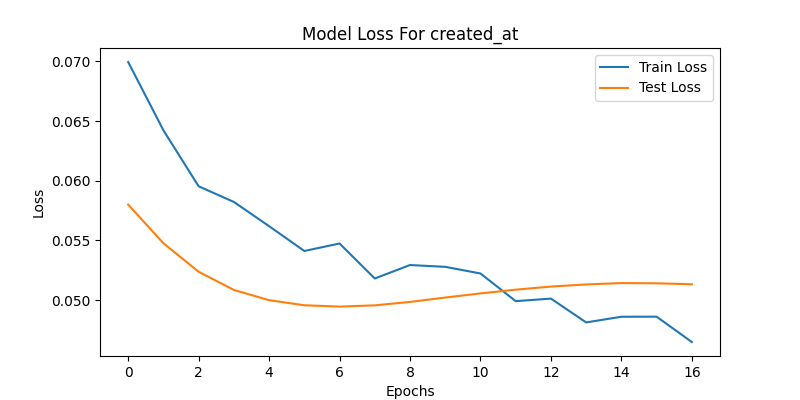 Model Loss For created_at
Train Loss
Test Loss
0.070
0.065
0.060
0.055
0.050
Loss
0 2 4 6 8 10 12 14 16
Epochs